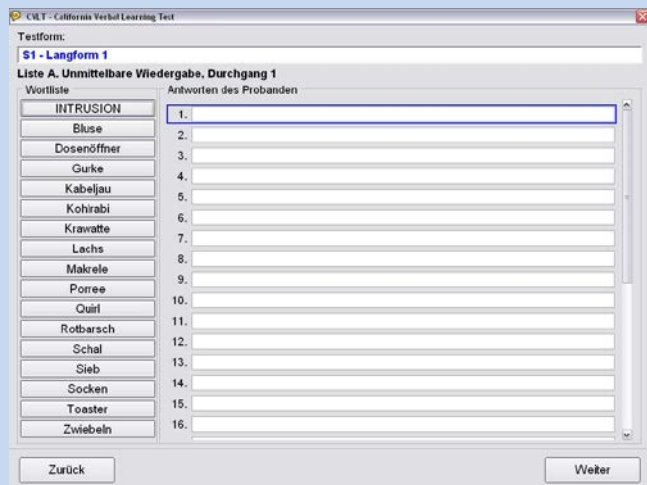 CVLT - California Verbal Learning Test
Testform:
S1 - Langform 1
Liste A. Unmittelbare Wiedergabe, Durchgang 1
Wortliste
INTRUSION
Bluse
Dosenöffner
Gurke
Kabeljau
Kohlrabi
Krawatte
Lachs
Makrele
Porree
Quirl
Rotbarsch
Schal
Sieb
Socken
Toaster
Zwiebeln
Antworten des Probanden
1.
2.
3.
4.
5.
6.
7.
8.
9.
10.
11.
12.
13.
14.
15.
16.
Zurück
Weiter